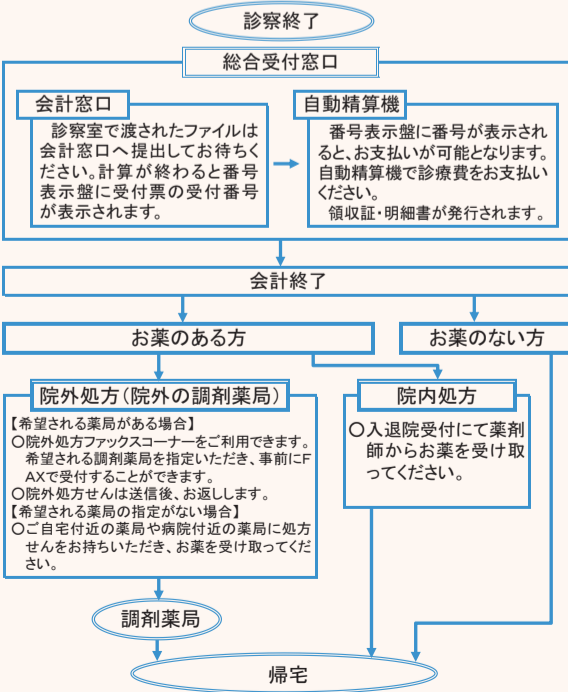 診察終了
総合受付窓口
会計窓口
診察室で渡されたファイルは
会計窓口へ提出してお待ちく
ださい。計算が終わると番号
表示盤に受付票の受付番号
が表示されます。
自動精算機
番号表示盤に番号が表示され
ると、お支払いが可能となります。
自動精算機で診療費をお支払い
ください。
領収証・明細書が発行されます。
会計終了
お薬のある方
お薬のない方
院外処方（院外の調剤薬局）
【希望される薬局がある場合】
〇院外処方ファックスコーナーをご利用できます。
希望される調剤薬局を指定いただき、事前にF
AXで受付することができます。
〇院外処方せんは送信後、お返しします。
【希望される薬局の指定がない場合】
〇ご自宅付近の薬局や病院付近の薬局に処方
せんをお持ちいただき、お薬を受け取ってくだ
さい。
院内処方
〇入退院受付にて薬剤
師からお薬を受け取
ってください。
調剤薬局
帰宅